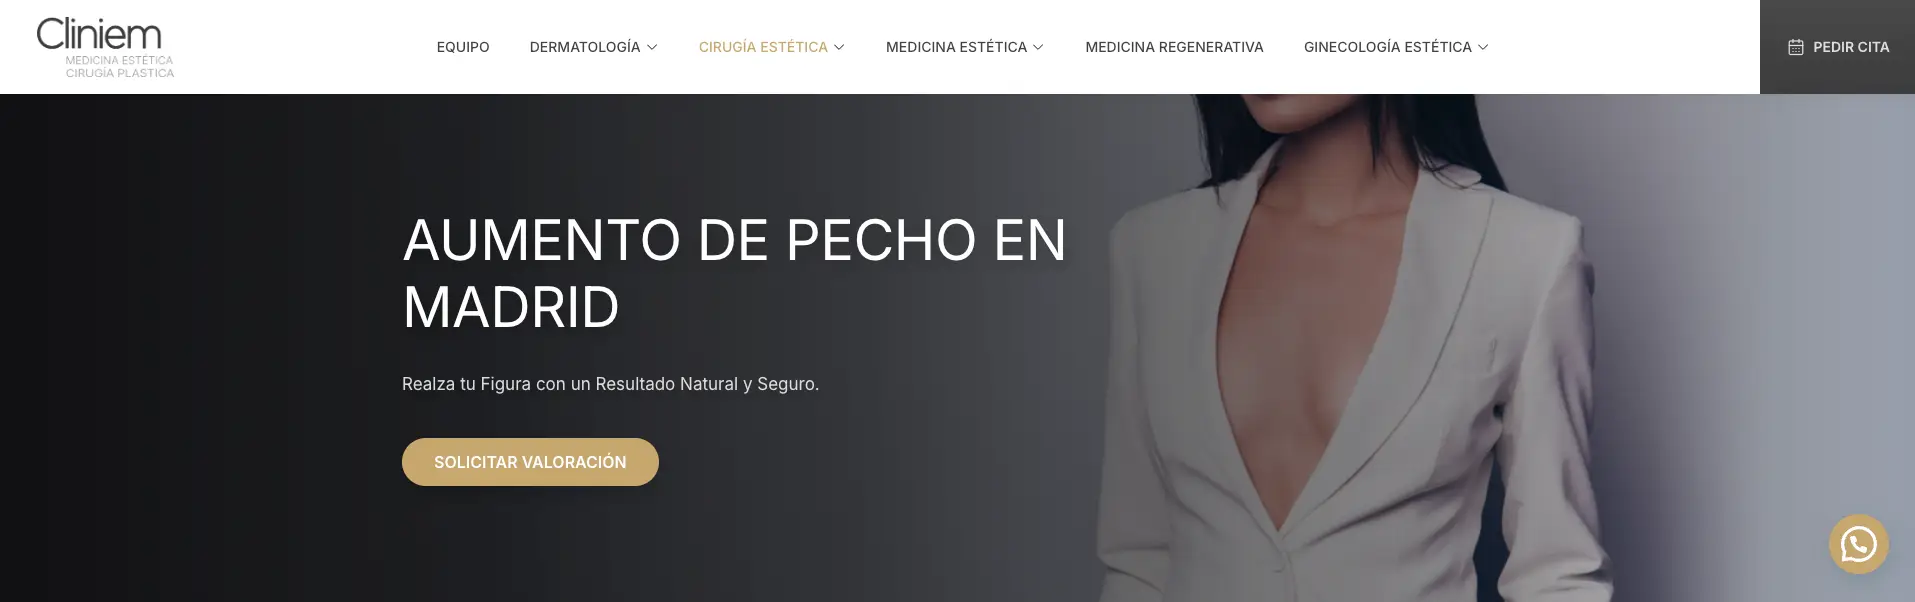 Cliniem
MEDICINA ESTÉTICA
CIRUGÍA PLASTICA
EQUIPO
DERMATOLOGÍA
CIRUGÍA ESTÉTICA
MEDICINA ESTÉTICA
MEDICINA REGENERATIVA
GINECOLOGÍA ESTÉTICA
PEDIR CITA
AUMENTO DE PECHO EN
MADRID
Realza tu Figura con un Resultado Natural y Seguro.
SOLICITAR VALORACIÓN